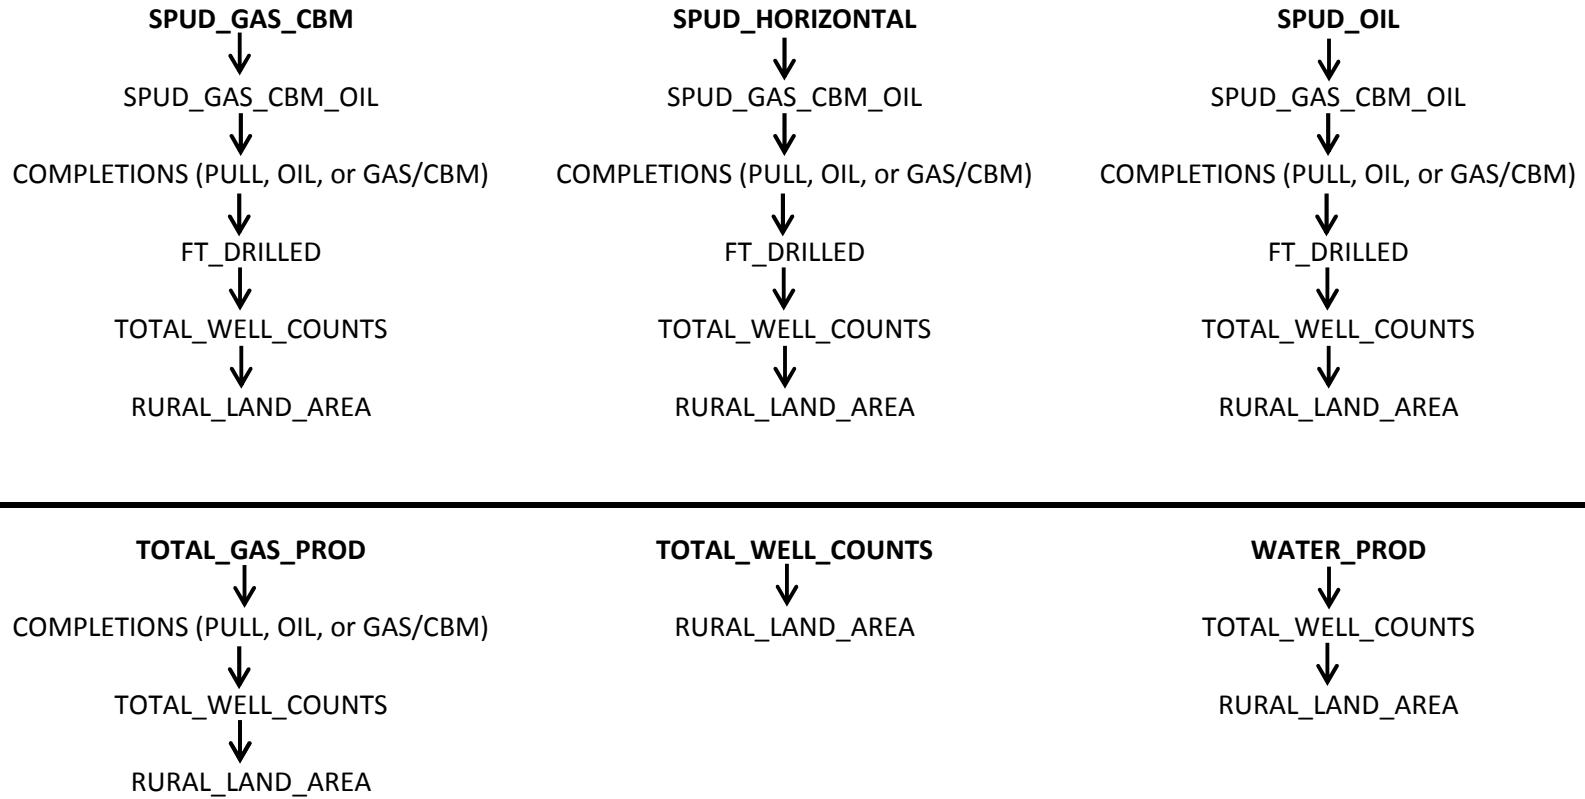 SPUD_GAS_CBM
SPUD_GAS_CBM_OIL
COMPLETIONS (PULL, OIL, or GAS/CBM)
FT_DRILLED
TOTAL_WELL_COUNTS
RURAL_LAND_AREA
SPUD_HORIZONTAL
SPUD_GAS_CBM_OIL
COMPLETIONS (PULL, OIL, or GAS/CBM)
FT_DRILLED
TOTAL_WELL_COUNTS
RURAL_LAND_AREA
SPUD_OIL
SPUD_GAS_CBM_OIL
COMPLETIONS (PULL, OIL, or GAS/CBM)
FT_DRILLED
TOTAL_WELL_COUNTS
RURAL_LAND_AREA
TOTAL_GAS_PROD
COMPLETIONS (PULL, OIL, or GAS/CBM)
TOTAL_WELL_COUNTS
RURAL_LAND_AREA
TOTAL_WELL_COUNTS
RURAL_LAND_AREA
WATER_PROD
TOTAL_WELL_COUNTS
RURAL_LAND_AREA